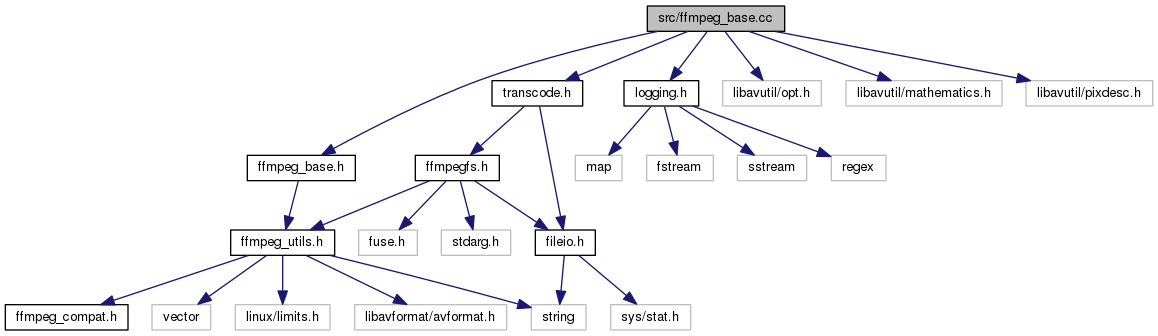 src/ffmpeg_base.cc
transcode.h
logging.h
libavutil/opt.h
libavutil/mathematics.h
libavutil/pixdesc.h
ffmpeg_base.h
ffmpegfs.h
map
fstream
sstream
regex
ffmpeg_utils.h
fuse.h
stdarg.h
fileio.h
ffmpeg_compat.h
vector
linux/limits.h
libavformat/avformat.h
string
sys/stat.h